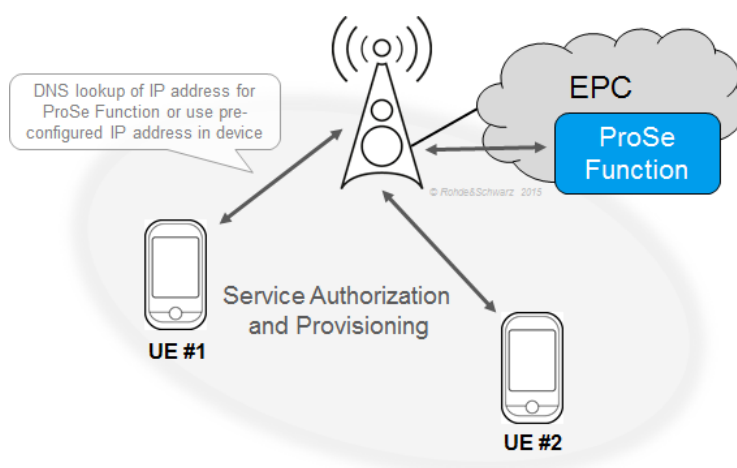 DNS lookup of IP address for
ProSe Function or use pre-
configured IP address in device
EPC
ProSe
Function
© Rohde&Schwarz 2015
Service Authorization
and Provisioning
UE #1
UE #2